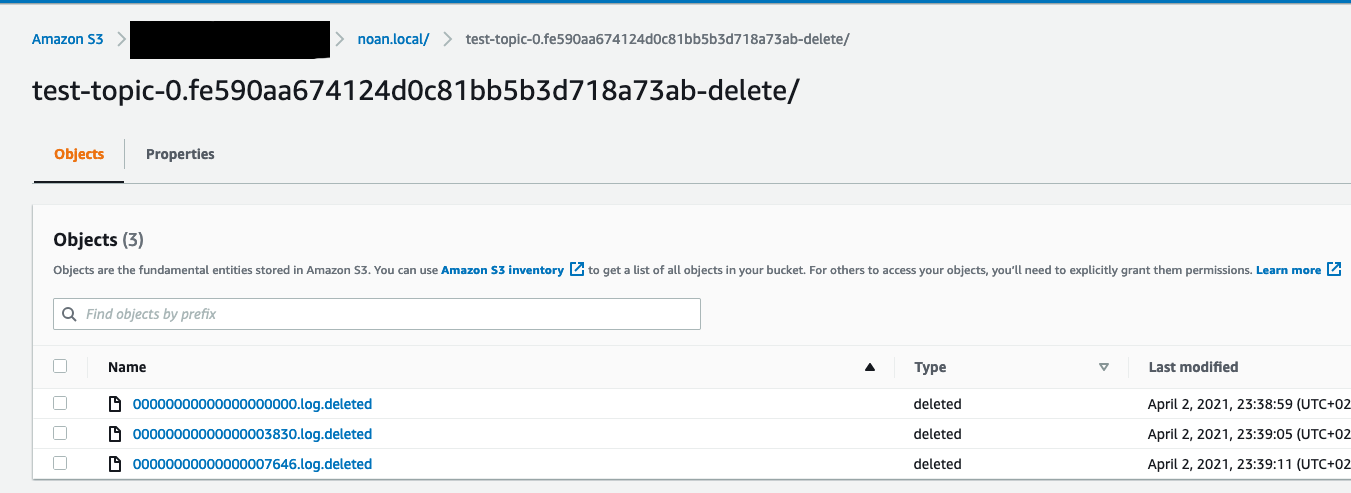 Amazon S3 > > noan.local/ > test-topic-0.fe590aa674124d0c81bb5b3d718a73ab-delete/
test-topic-0.fe590aa674124d0c81bb5b3d718a73ab-delete/
Objects Properties
Objects (3)
Objects are the fundamental entities stored in Amazon S3. You can use Amazon S3 inventory to get a list of all objects in your bucket. For others to access your objects, you'll need to explicitly grant them permissions. Learn more
Find objects by prefix
Name Type Last modified
00000000000000000000.log.deleted deleted April 2, 2021, 23:38:59 (UTC+02
00000000000000003830.log.deleted deleted April 2, 2021, 23:39:05 (UTC+02
00000000000000007646.log.deleted deleted April 2, 2021, 23:39:11 (UTC+02